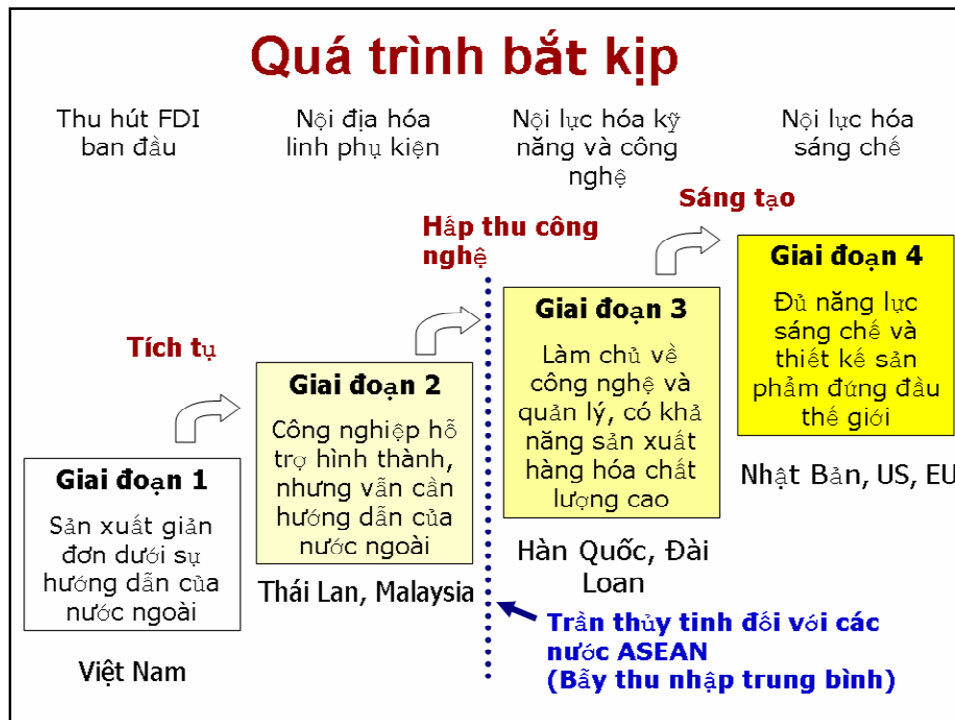 Quá trình bắt kịp
Thu hút FDI
ban đầu
Nội địa hóa
linh phụ kiện
Nội lực hóa kỹ
năng và công
nghệ
Nội lực hóa
sáng chế
Sáng tạo
Hấp thu công
nghệ
Tích tụ
Giai đoạn 1
Sản xuất giản
đơn dưới sự
hướng dẫn của
nước ngoài
Việt Nam
Giai đoạn 2
Công nghiệp hỗ
trợ hình thành,
nhưng vẫn cần
hướng dẫn của
nước ngoài
Thái Lan, Malaysia
Giai đoạn 3
Làm chủ về
công nghệ và
quản lý, có khả
năng sản xuất
hàng hóa chất
lượng cao
Hàn Quốc, Đài
Loan
Giai đoạn 4
Đủ năng lực
sáng chế và
thiết kế sản
phẩm đứng đầu
thế giới
Nhật Bản, US, EU
Trần thủy tinh đối với các
nước ASEAN
(Bẫy thu nhập trung bình)